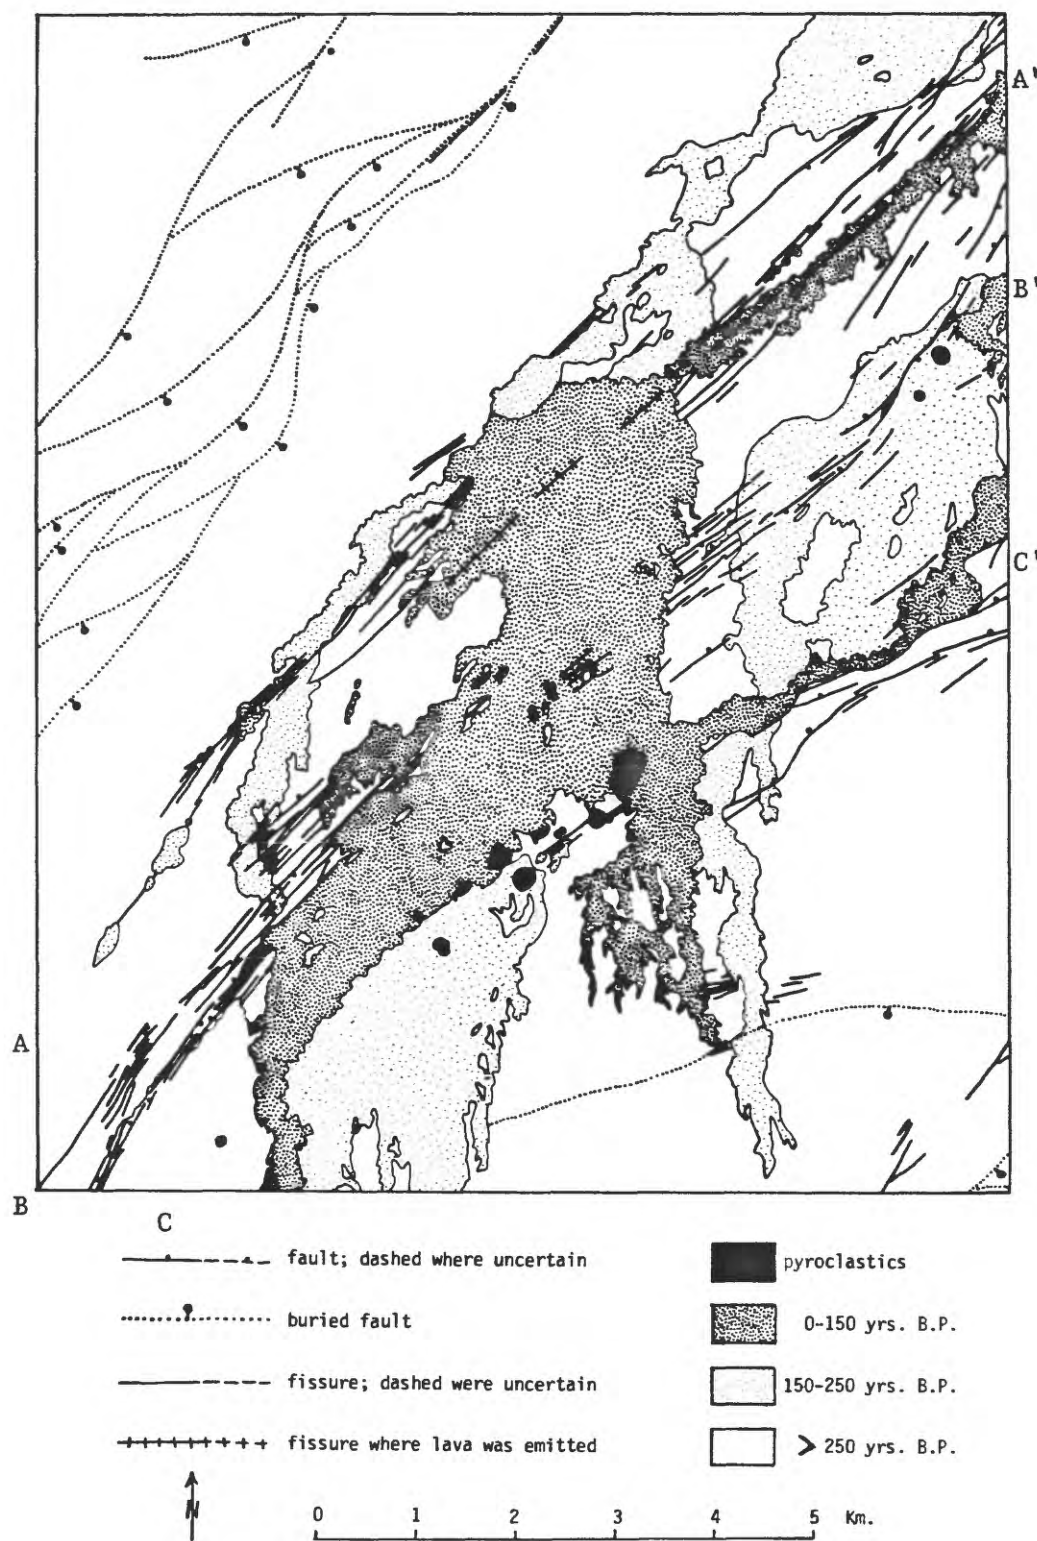 A'
B'
C'
A
B
C
fault; dashed where uncertain
buried fault
fissure; dashed were uncertain
fissure where lava was emitted
pyroclastics
0-150 yrs. B.P.
150-250 yrs. B.P.
> 250 yrs. B.P.
N
0 1 2 3 4 5 Km.